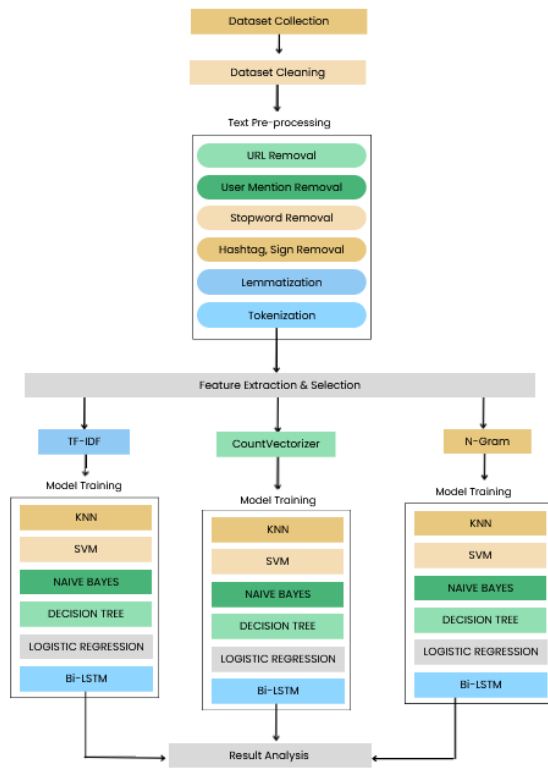 Dataset Collection
Dataset Cleaning
Text Pre-processing
URL Removal
User Mention Removal
Stopword Removal
Hashtag, Sign Removal
Lemmatization
Tokenization
Feature Extraction & Selection
TF-IDF
Model Training
KNN
SVM
NAIVE BAYES
DECISION TREE
LOGISTIC REGRESSION
Bi-LSTM
CountVectorizer
Model Training
KNN
SVM
NAIVE BAYES
DECISION TREE
LOGISTIC REGRESSION
Bi-LSTM
N-Gram
Model Training
KNN
SVM
NAIVE BAYES
DECISION TREE
LOGISTIC REGRESSION
Bi-LSTM
Result Analysis